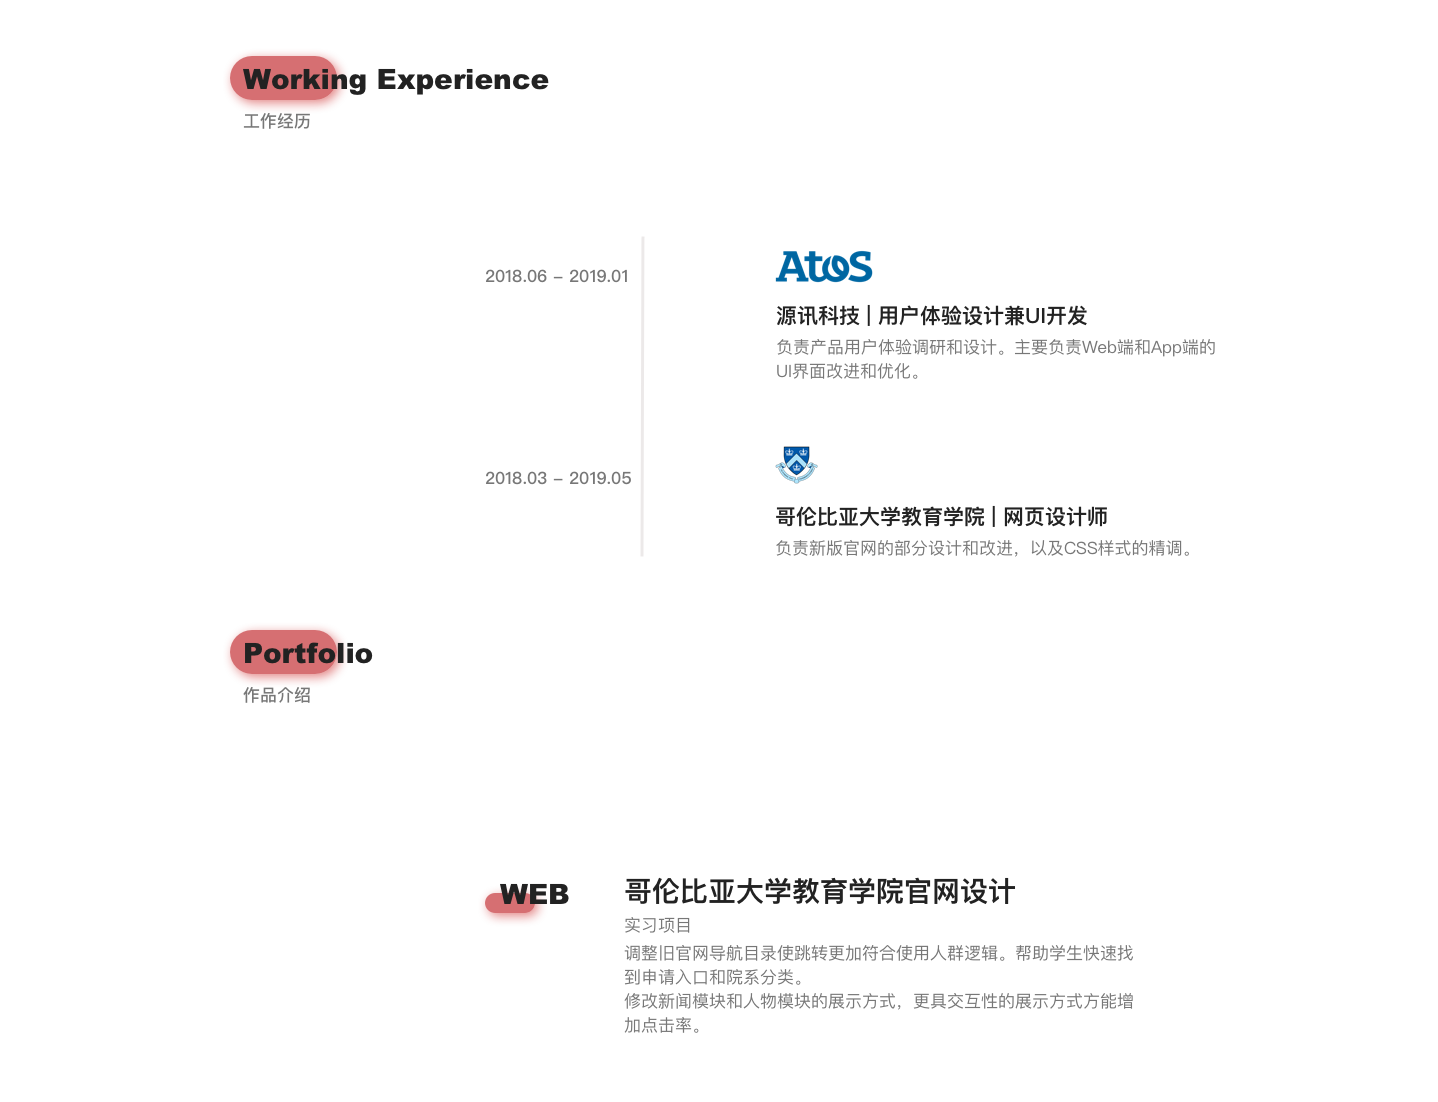 Working Experience
工作经历
2018.06 – 2019.01
Atos
源讯科技 | 用户体验设计兼UI开发
负责产品用户体验调研和设计。主要负责Web端和App端的
UI界面改进和优化。
2018.03 – 2019.05
哥伦比亚大学教育学院 | 网页设计师
负责新版官网的部分设计和改进，以及CSS样式的精调。
Portfolio
作品介绍
WEB
哥伦比亚大学教育学院官网设计
实习项目
调整旧官网导航目录使跳转更加符合使用人群逻辑。帮助学生快速找
到申请入口和院系分类。
修改新闻模块和人物模块的展示方式，更具交互性的展示方式方能增
加点击率。